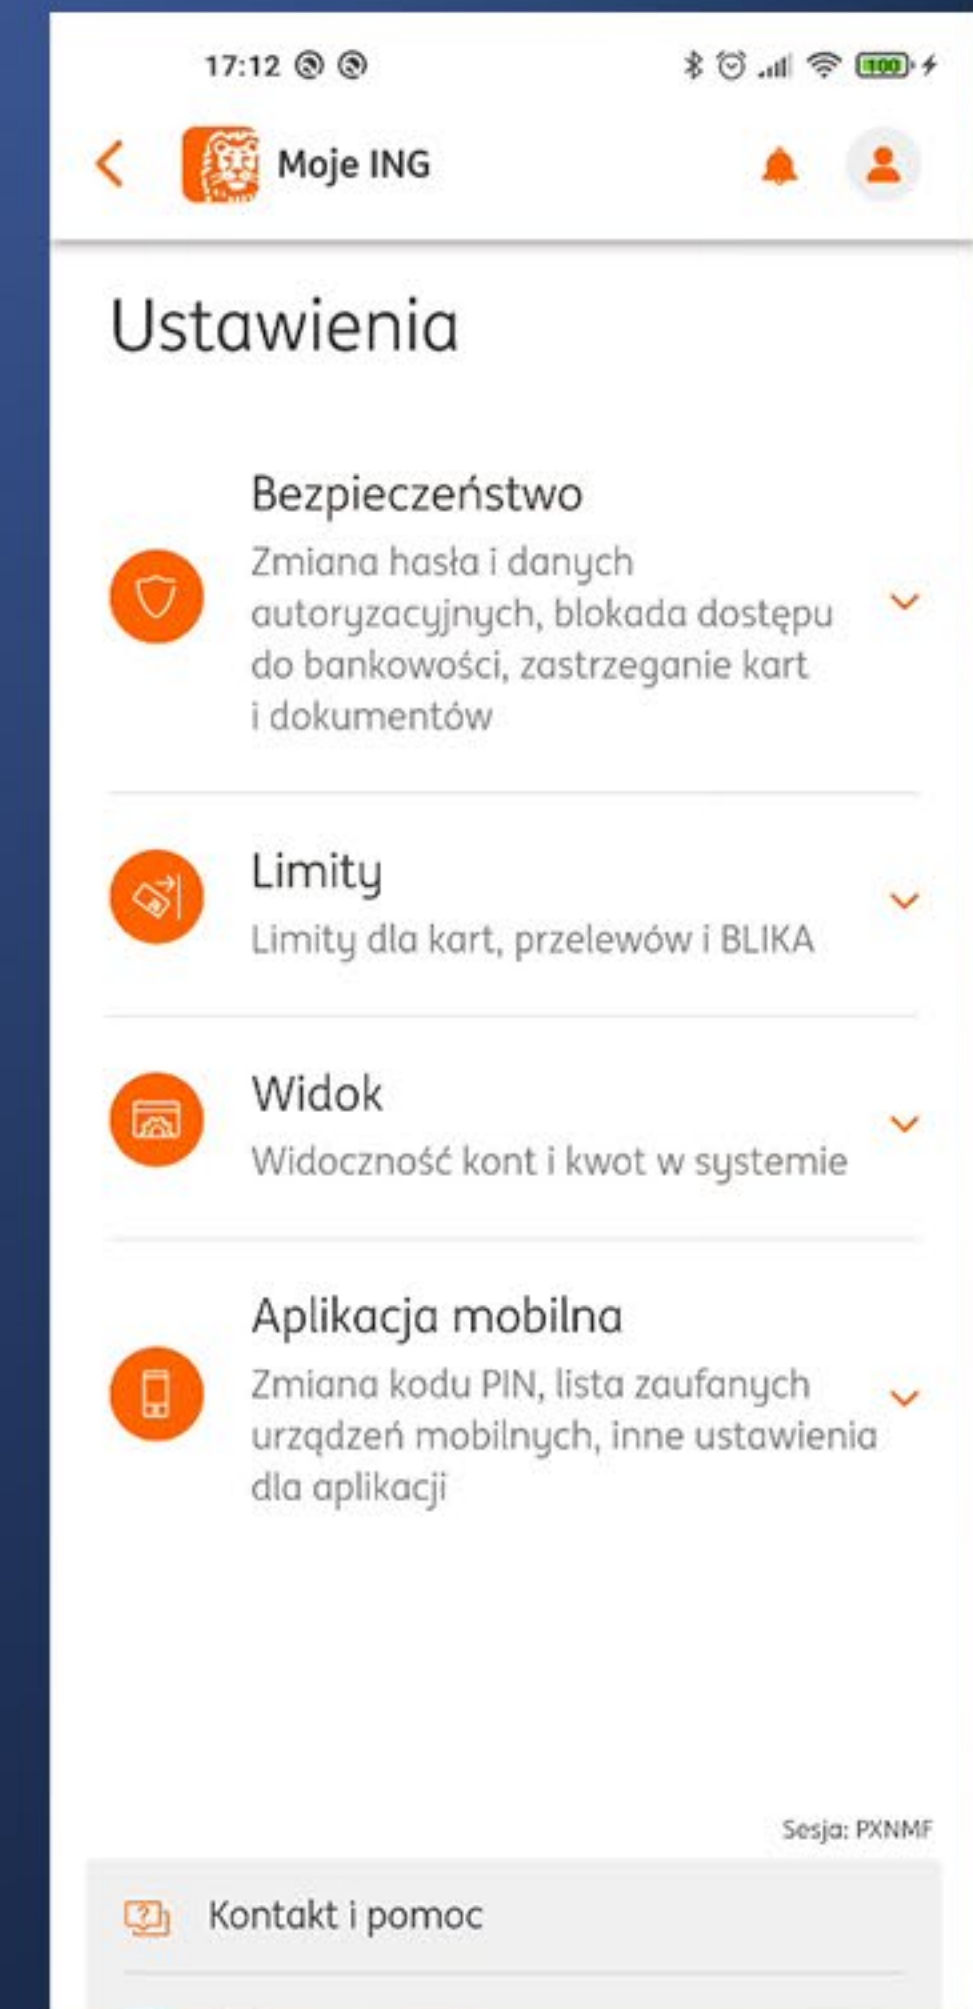 17:12
100
Moje ING
Ustawienia
Bezpieczeństwo
Zmiana hasła i danych
autoryzacyjnych, blokada dostępu
do bankowości, zastrzeganie kart
i dokumentów
Limity
Limity dla kart, przelewów i BLIKA
Widok
Widoczność kont i kwot w systemie
Aplikacja mobilna
Zmiana kodu PIN, lista zaufanych
urządzeń mobilnych, inne ustawienia
dla aplikacji
Sesja: PXNMF
Kontakt i pomoc